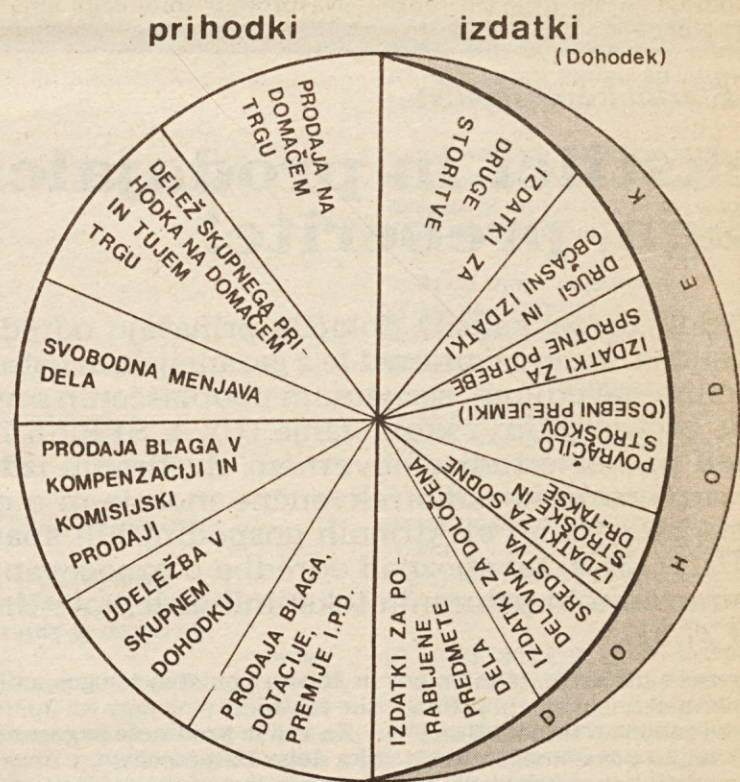 prihodki
izdatki
(Dohodek)
PRODAJA NA
DOMAČEM
TRGU
DELEŽ SKUPNEGA PRI-
HODKA NA DOMAČEM
IN TUJEM
TRGU
SVOBODNA MENJAVA
DELA
PRODAJA BLAGA V
KOMPENZACIJI IN
KOMISIJSKI
PRODAJI
UDELEŽBA V
SKUPNEM
DOHODKU
PRODAJA BLAGA,
DOTACIJE,
PREMIJE I.P.D.
IZDATKI ZA
DRUGE
STORITVE
DRUGI IN
OBČASNI IZDATKI
IZDATKI ZA
SPROTNE POTREBE
POVRAČILO
STROŠKOV
(OSEBNI PREJEMKI)
IZDATKI ZA SODNE
STROŠKE IN
DR. TAKSE
IZDATKI ZA DOLOČENA
DELOVNA SREDSTVA
IZDATKI ZA PO-
RABLJENE
PREDMETE
DELA
DOHODEK